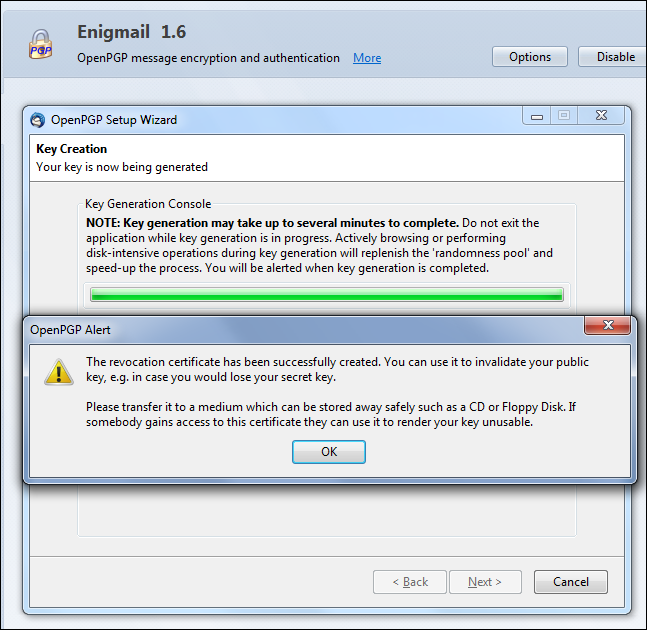 Enigmail 1.6
PGP
OpenPGP message encryption and authentication More
Options
Disable
OpenPGP Setup Wizard
Key Creation
Your key is now being generated
Key Generation Console
NOTE: Key generation may take up to several minutes to complete. Do not exit the
application while key generation is in progress. Actively browsing or performing
disk-intensive operations during key generation will replenish the 'randomness pool' and
speed-up the process. You will be alerted when key generation is completed.
OpenPGP Alert
The revocation certificate has been successfully created. You can use it to invalidate your public
key, e.g. in case you would lose your secret key.
Please transfer it to a medium which can be stored away safely such as a CD or Floppy Disk. If
somebody gains access to this certificate they can use it to render your key unusable.
OK
< Back
Next >
Cancel